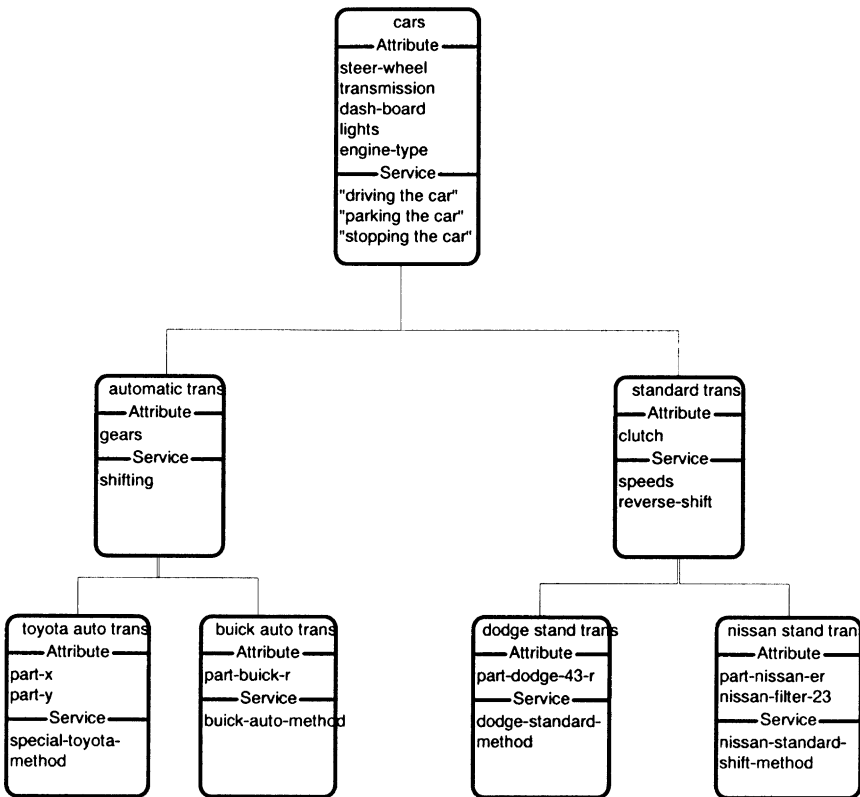 cars
Attribute
steer-wheel
transmission
dash-board
lights
engine-type
Service
"driving the car"
"parking the car"
"stopping the car"
automatic trans
Attribute
gears
Service
shifting
standard trans
Attribute
clutch
Service
speeds
reverse-shift
toyota auto trans
Attribute
part-x
part-y
Service
special-toyota-
method
buick auto trans
Attribute
part-buick-r
Service
buick-auto-method
dodge stand trans
Attribute
part-dodge-43-r
Service
dodge-standard-
method
nissan stand trans
Attribute
part-nissan-er
nissan-filter-23
Service
nissan-standard-
shift-method